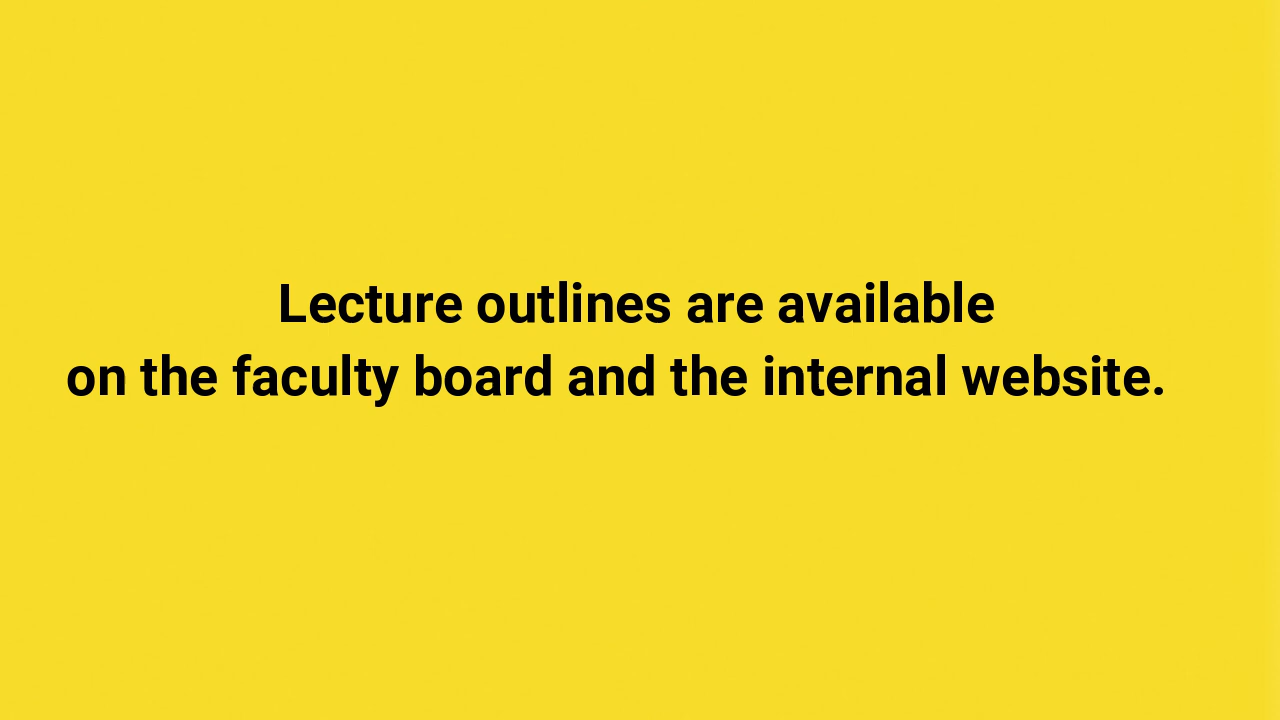 Lecture outlines are available
on the faculty board and the internal website.